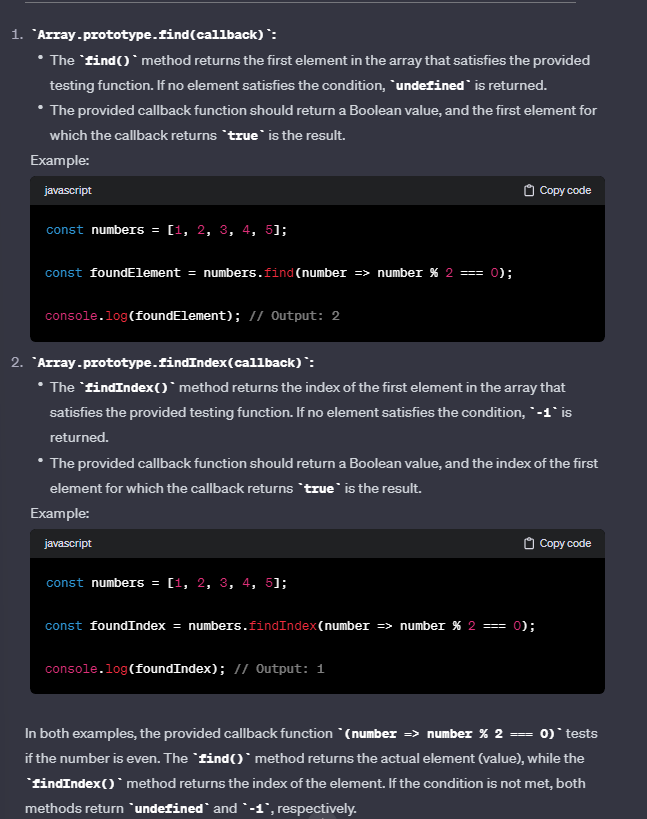 1. `Array.prototype.find(callback)`:
• The `find()` method returns the first element in the array that satisfies the provided
testing function. If no element satisfies the condition, `undefined` is returned.
• The provided callback function should return a Boolean value, and the first element for
which the callback returns `true` is the result.
Example:
javascript Copy code
const numbers = [1, 2, 3, 4, 5];
const foundElement = numbers.find(number => number % 2 === 0);
console.log(foundElement); // Output: 2
2. `Array.prototype.findIndex(callback)`:
• The `findIndex()` method returns the index of the first element in the array that
satisfies the provided testing function. If no element satisfies the condition, `-1` is
returned.
• The provided callback function should return a Boolean value, and the index of the first
element for which the callback returns `true` is the result.
Example:
javascript Copy code
const numbers = [1, 2, 3, 4, 5];
const foundIndex = numbers.findIndex(number => number % 2 === 0);
console.log(foundIndex); // Output: 1
In both examples, the provided callback function `(number => number % 2 === 0)` tests
if the number is even. The `find()` method returns the actual element (value), while the
`findIndex()` method returns the index of the element. If the condition is not met, both
methods return `undefined` and `-1`, respectively.